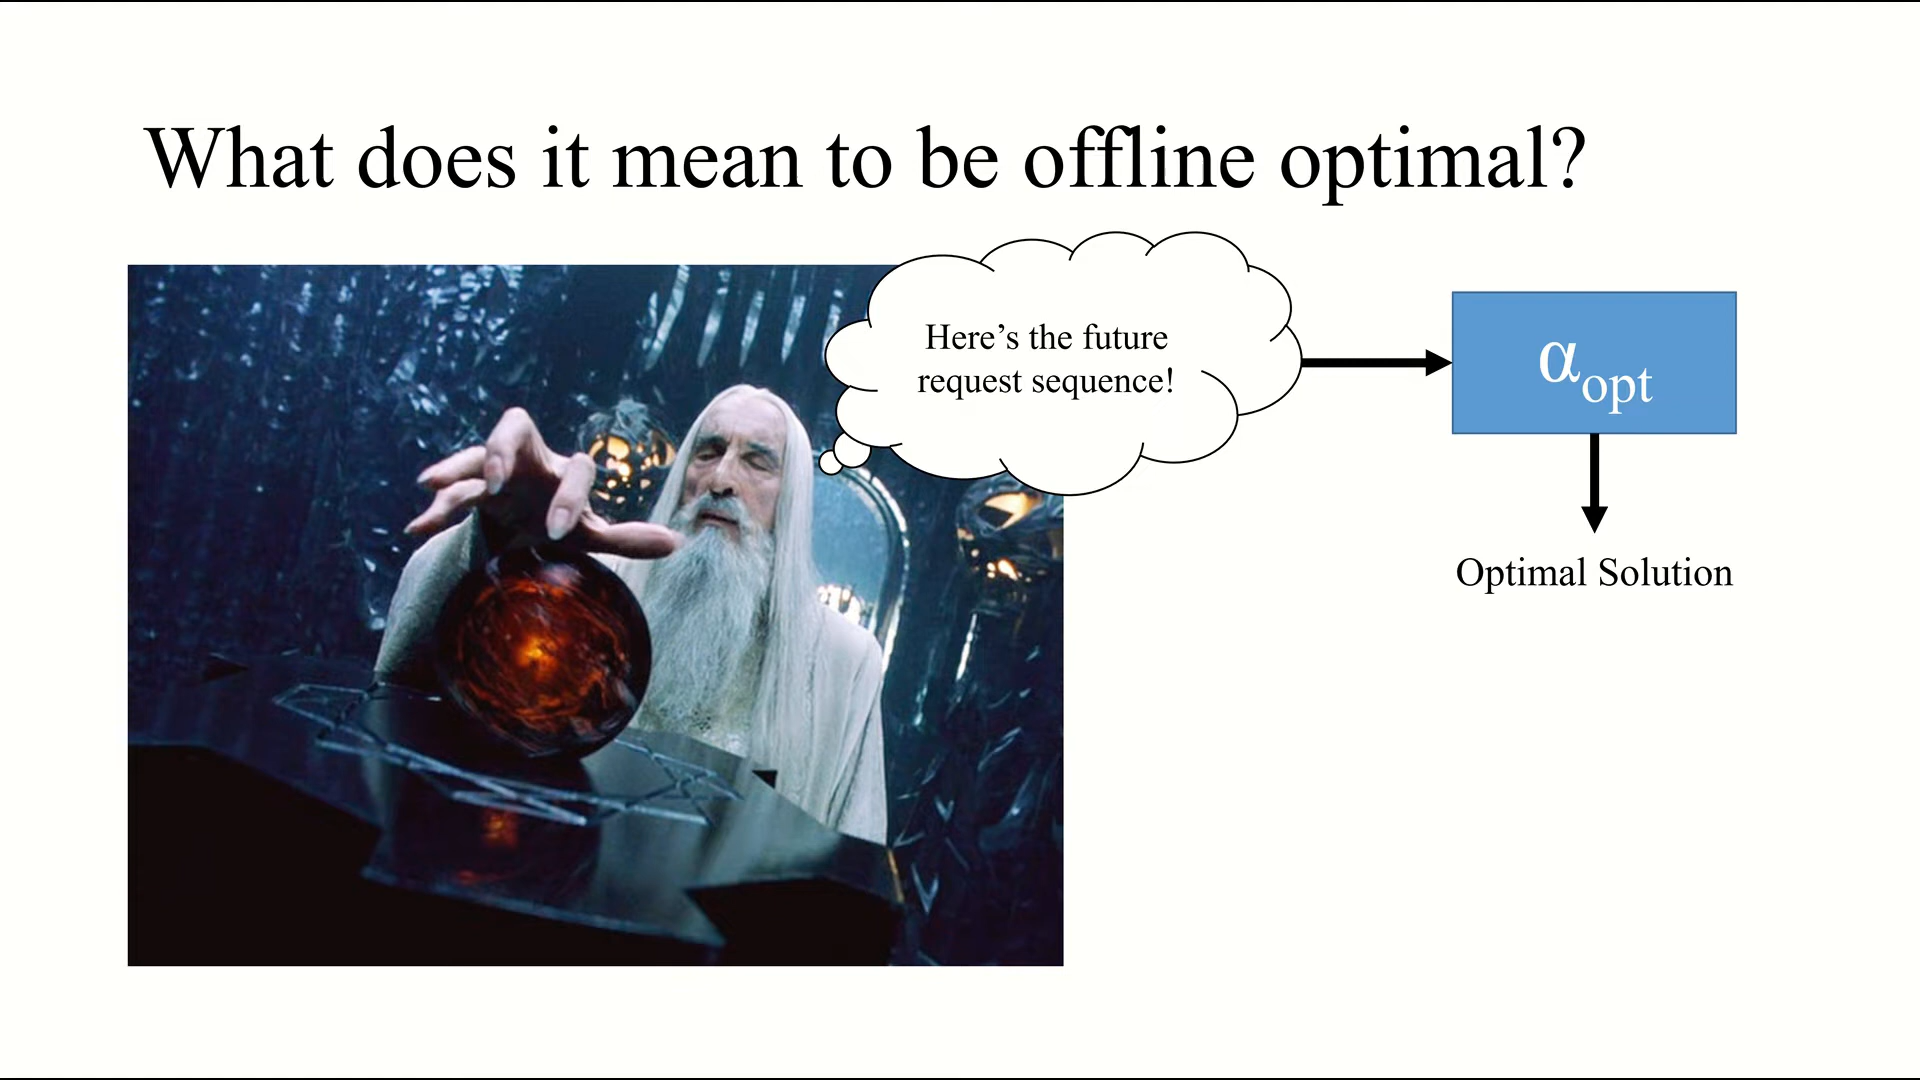 What does it mean to be offline optimal?
Here’s the future
request sequence!
αopt
Optimal Solution